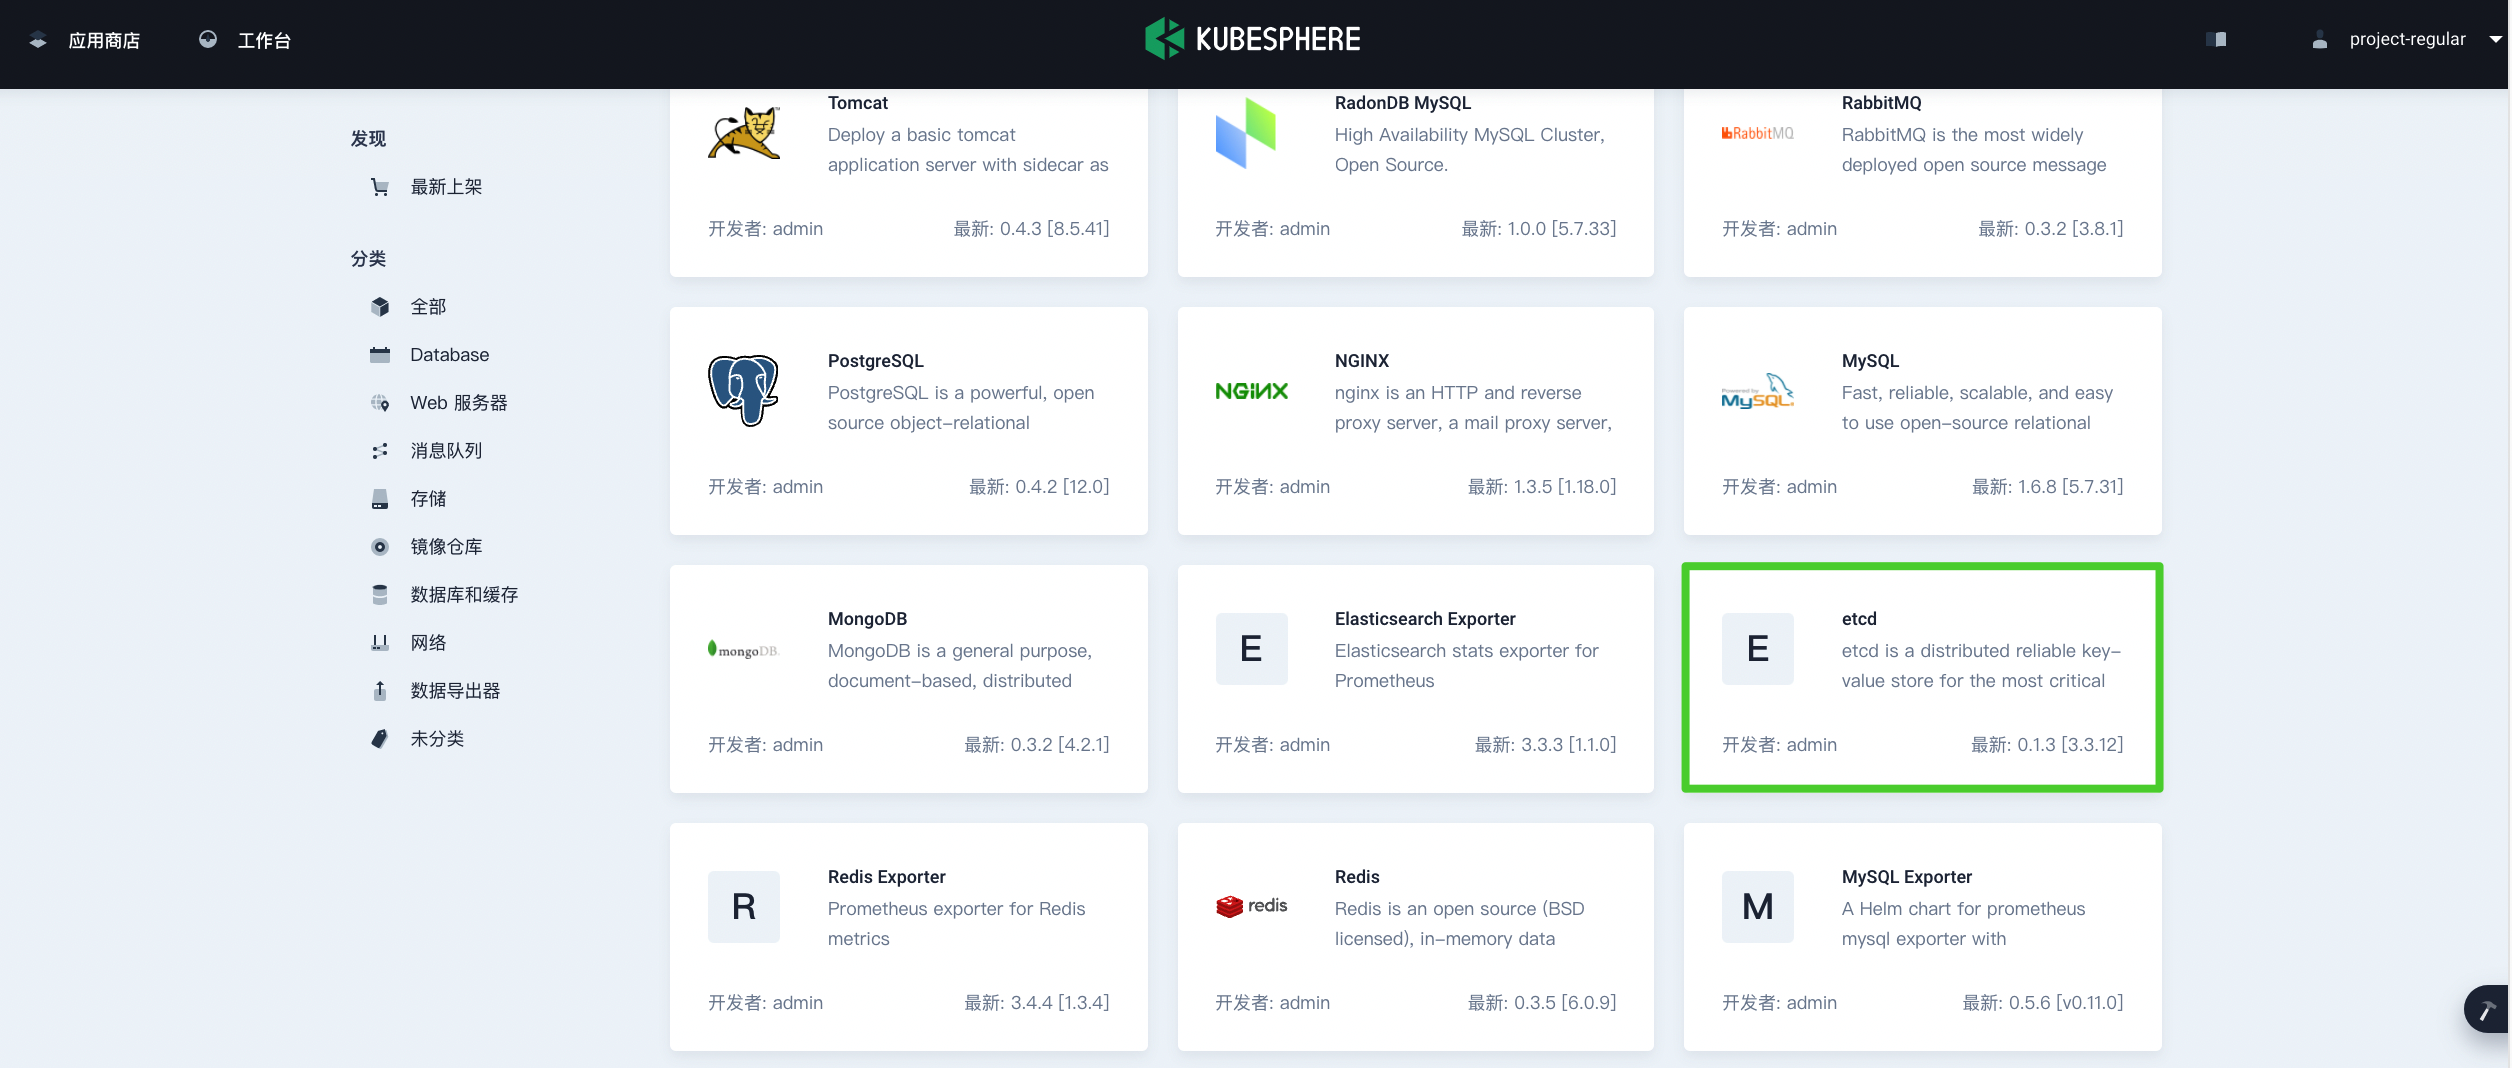 应用商店
工作台
KUBESPHERE
project-regular
发现
最新上架
分类
全部
Database
Web 服务器
消息队列
存储
镜像仓库
数据库和缓存
网络
数据导出器
未分类
Tomcat
Deploy a basic tomcat
application server with sidecar as
开发者: admin
最新: 0.4.3 [8.5.41]
RadonDB MySQL
High Availability MySQL Cluster,
Open Source.
开发者: admin
最新: 1.0.0 [5.7.33]
RabbitMQ
RabbitMQ
RabbitMQ is the most widely
deployed open source message
开发者: admin
最新: 0.3.2 [3.8.1]
PostgreSQL
PostgreSQL is a powerful, open
source object-relational
开发者: admin
最新: 0.4.2 [12.0]
NGINX
NGINX
nginx is an HTTP and reverse
proxy server, a mail proxy server,
开发者: admin
最新: 1.3.5 [1.18.0]
Powered by
MySQL
MySQL
Fast, reliable, scalable, and easy
to use open-source relational
开发者: admin
最新: 1.6.8 [5.7.31]
mongoDB
MongoDB
MongoDB is a general purpose,
document-based, distributed
开发者: admin
最新: 0.3.2 [4.2.1]
E
Elasticsearch Exporter
Elasticsearch stats exporter for
Prometheus
开发者: admin
最新: 3.3.3 [1.1.0]
E
etcd
etcd is a distributed reliable key-
value store for the most critical
开发者: admin
最新: 0.1.3 [3.3.12]
R
Redis Exporter
Prometheus exporter for Redis
metrics
开发者: admin
最新: 3.4.4 [1.3.4]
redis
Redis
Redis is an open source (BSD
licensed), in-memory data
开发者: admin
最新: 0.3.5 [6.0.9]
M
MySQL Exporter
A Helm chart for prometheus
mysql exporter with
开发者: admin
最新: 0.5.6 [v0.11.0]